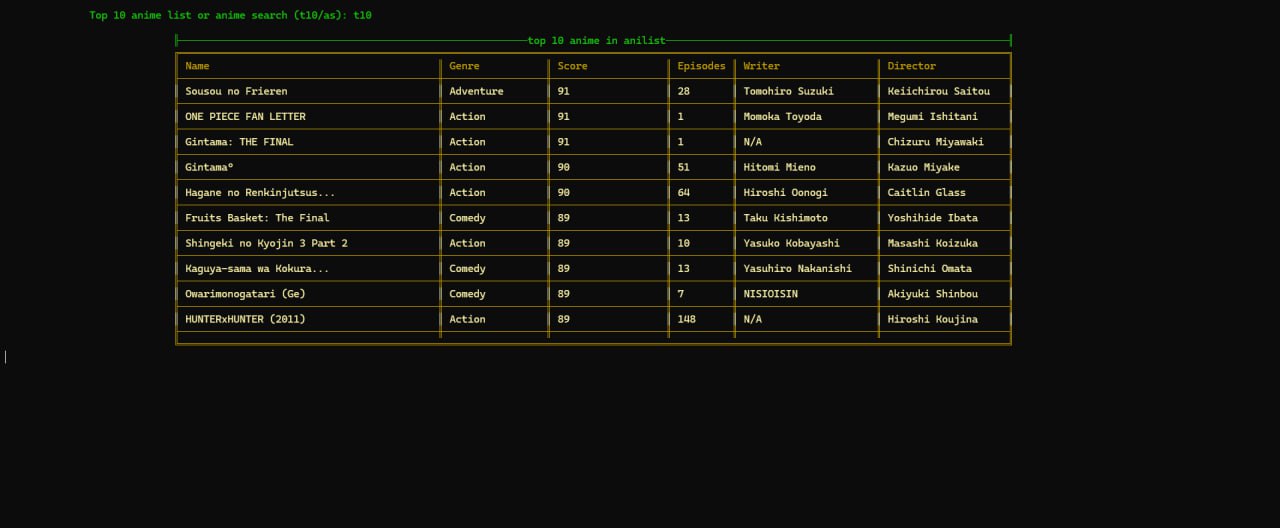 Top 10 anime list or anime search (t10/as): t10
top 10 anime in anilist
Name Genre Score Episodes Writer Director
Sousou no Frieren Adventure 91 28 Tomohiro Suzuki Keiichirou Saitou
ONE PIECE FAN LETTER Action 91 1 Momoka Toyoda Megumi Ishitani
Gintama: THE FINAL Action 91 1 N/A Chizuru Miyawaki
Gintama° Action 90 51 Hitomi Mieno Kazuo Miyake
Hagane no Renkinjutsus... Action 90 64 Hiroshi Oonogi Caitlin Glass
Fruits Basket: The Final Comedy 89 13 Taku Kishimoto Yoshihide Ibata
Shingeki no Kyojin 3 Part 2 Action 89 10 Yasuko Kobayashi Masashi Koizuka
Kaguya-sama wa Kokura... Comedy 89 13 Yasuhiro Nakanishi Shinichi Omata
Owarimonogatari (Ge) Comedy 89 7 NISIOISIN Akiyuki Shinbou
HUNTERxHUNTER (2011) Action 89 148 N/A Hiroshi Koujina